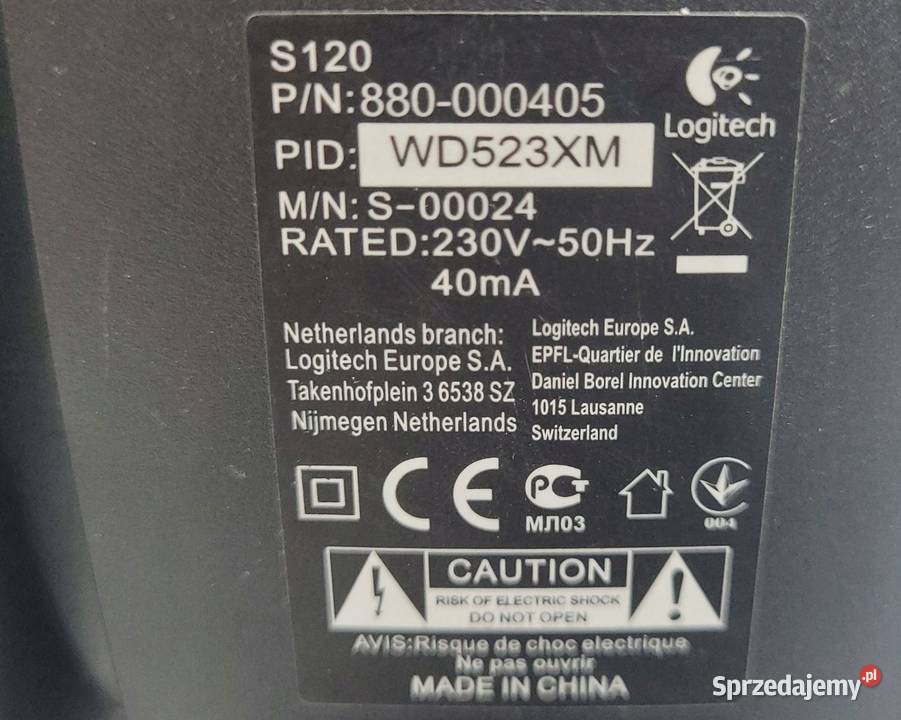 S120
P/N:880-000405
PID: WD523XM
M/N: S-00024
RATED:230V~50Hz
40mA
Logitech
Netherlands branch:
Logitech Europe S.A.
Takenhofplein 3 6538 SZ
Nijmegen Netherlands
Logitech Europe S.A.
EPFL-Quartier de l'Innovation
Daniel Borel Innovation Center
1015 Lausanne
Switzerland
CE
РСТ
МЛ03
004
CAUTION
RISK OF ELECTRIC SHOCK
DO NOT OPEN
AVIS:Risque de choc electrique
Ne pas ouvrir
MADE IN CHINA
Sprzedajemy.pl